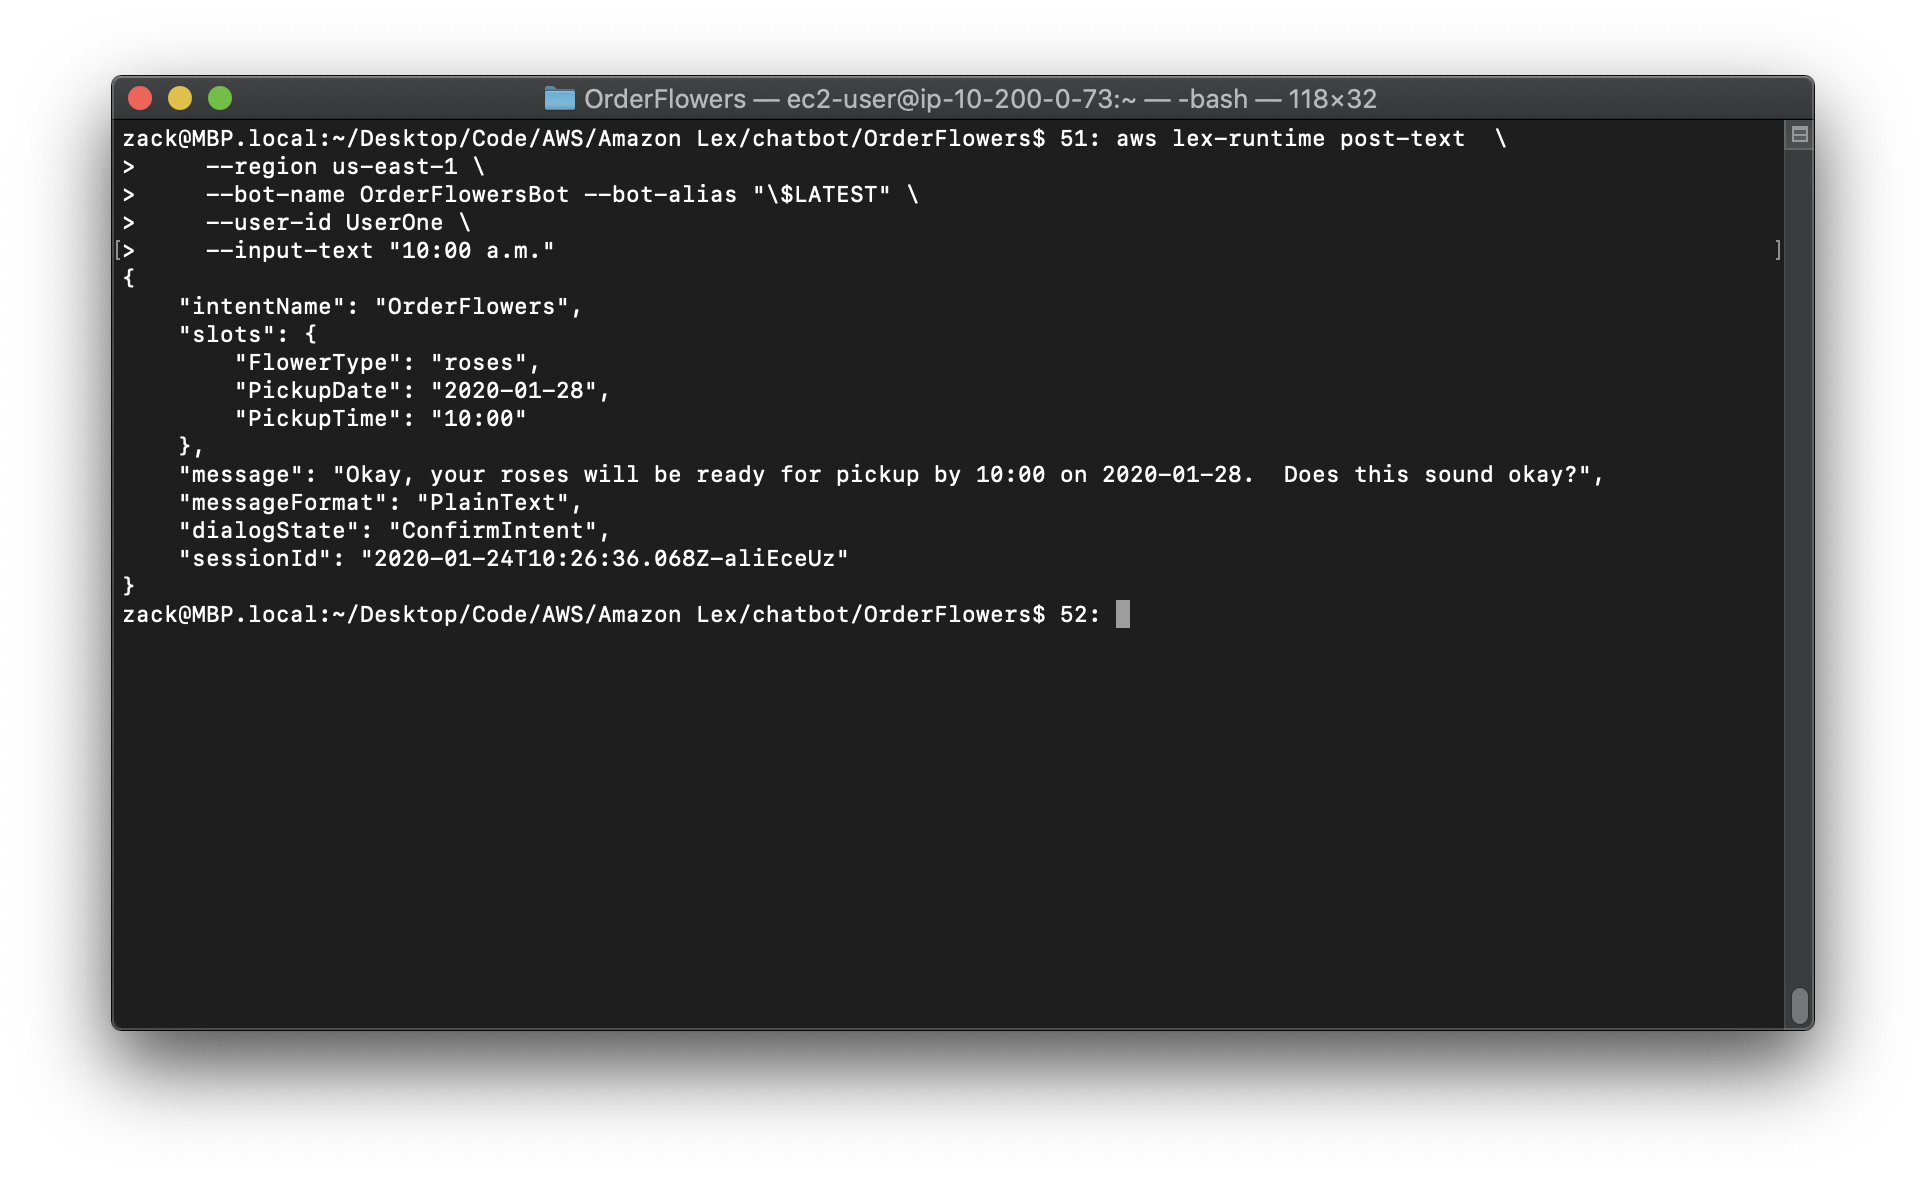 OrderFlowers — ec2-user@ip-10-200-0-73:~ — -bash — 118×32
zack@MBP.local:~/Desktop/Code/AWS/Amazon Lex/chatbot/OrderFlowers$ 51: aws lex-runtime post-text  \
>     --region us-east-1 \
>     --bot-name OrderFlowersBot --bot-alias "\$LATEST" \
>     --user-id UserOne \
[>     --input-text "10:00 a.m." ]
{
    "intentName": "OrderFlowers",
    "slots": {
        "FlowerType": "roses",
        "PickupDate": "2020-01-28",
        "PickupTime": "10:00"
    },
    "message": "Okay, your roses will be ready for pickup by 10:00 on 2020-01-28.  Does this sound okay?",
    "messageFormat": "PlainText",
    "dialogState": "ConfirmIntent",
    "sessionId": "2020-01-24T10:26:36.068Z-aliEceUz"
}
zack@MBP.local:~/Desktop/Code/AWS/Amazon Lex/chatbot/OrderFlowers$ 52: